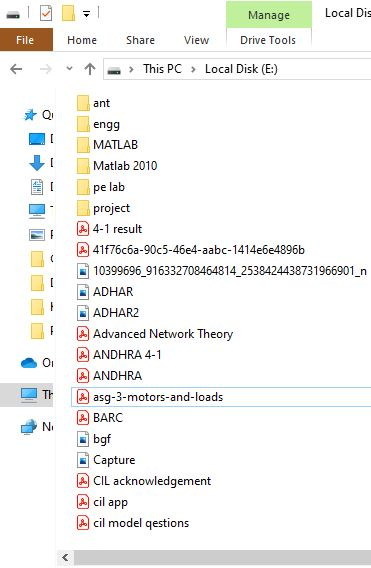 Manage
Local Dis
File
Home
Share
View
Drive Tools
This PC
Local Disk (E:)
ant
engg
MATLAB
Matlab 2010
pe lab
project
4-1 result
41f76c6a-90c5-46e4-aabc-1414e6e4896b
10399696_916332708464814_2538424438731966901_n
ADHAR
ADHAR2
Advanced Network Theory
ANDHRA 4-1
ANDHRA
asg-3-motors-and-loads
BARC
bgf
Capture
CIL acknowledgement
cil app
cil model qestions